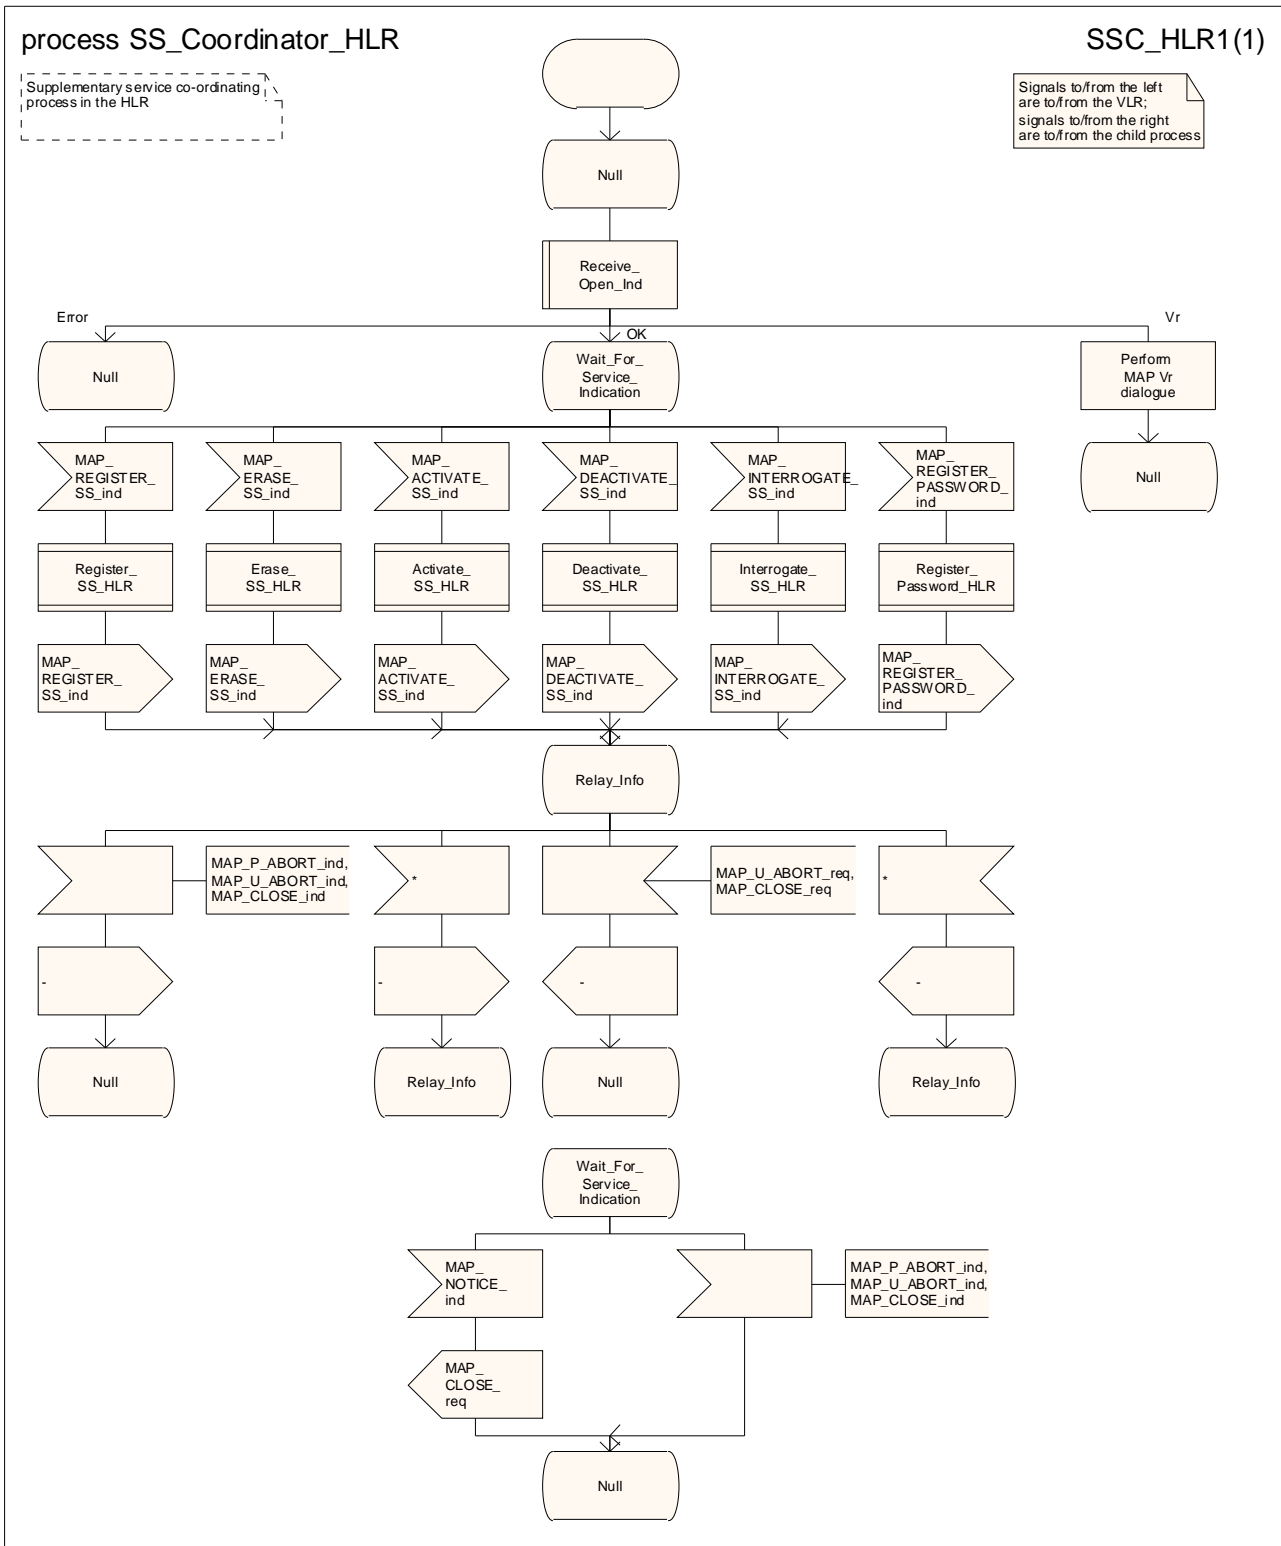 process SS_Coordinator_HLR
SSC_HLR1(1)
Supplementary service co-ordinating
process in the HLR
Signals to/from the left
are to/from the VLR;
signals to/from the right
are to/from the child process
Null
Receive_
Open_Ind
Error
OK
Vr
Null
Wait_For_
Service_
Indication
Perform
MAP Vr
dialogue
MAP_
REGISTER_
SS_ind
MAP_
ERASE_
SS_ind
MAP_
ACTIVATE_
SS_ind
MAP_
DEACTIVATE_
SS_ind
MAP_
INTERROGATE_
SS_ind
MAP_
REGISTER_
PASSWORD_
ind
Null
Register_
SS_HLR
Erase_
SS_HLR
Activate_
SS_HLR
Deactivate_
SS_HLR
Interrogate_
SS_HLR
Register_
Password_HLR
MAP_
REGISTER_
SS_ind
MAP_
ERASE_
SS_ind
MAP_
ACTIVATE_
SS_ind
MAP_
DEACTIVATE_
SS_ind
MAP_
INTERROGATE_
SS_ind
MAP_
REGISTER_
PASSWORD_
ind
Relay_Info
MAP_P_ABORT_ind,
MAP_U_ABORT_ind,
MAP_CLOSE_ind
*
MAP_U_ABORT_req,
MAP_CLOSE_req
*
-
-
-
-
Null
Relay_Info
Null
Relay_Info
Wait_For_
Service_
Indication
MAP_
NOTICE_
ind
MAP_P_ABORT_ind,
MAP_U_ABORT_ind,
MAP_CLOSE_ind
MAP_
CLOSE_
req
Null